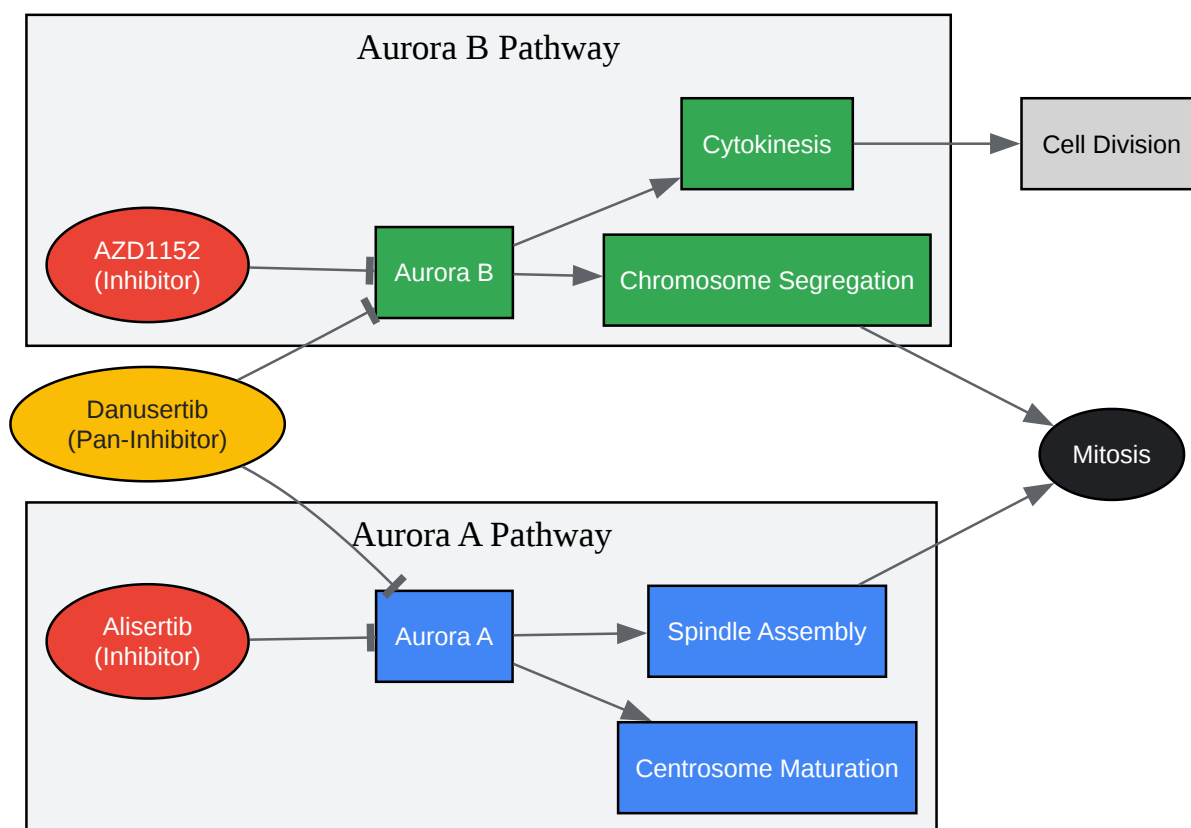 Aurora B Pathway
Cytokinesis
Cell Division
AZD1152
(Inhibitor)
Aurora B
Chromosome Segregation
Danusertib
(Pan-Inhibitor)
Mitosis
Aurora A Pathway
Alisertib
(Inhibitor)
Aurora A
Spindle Assembly
Centrosome Maturation